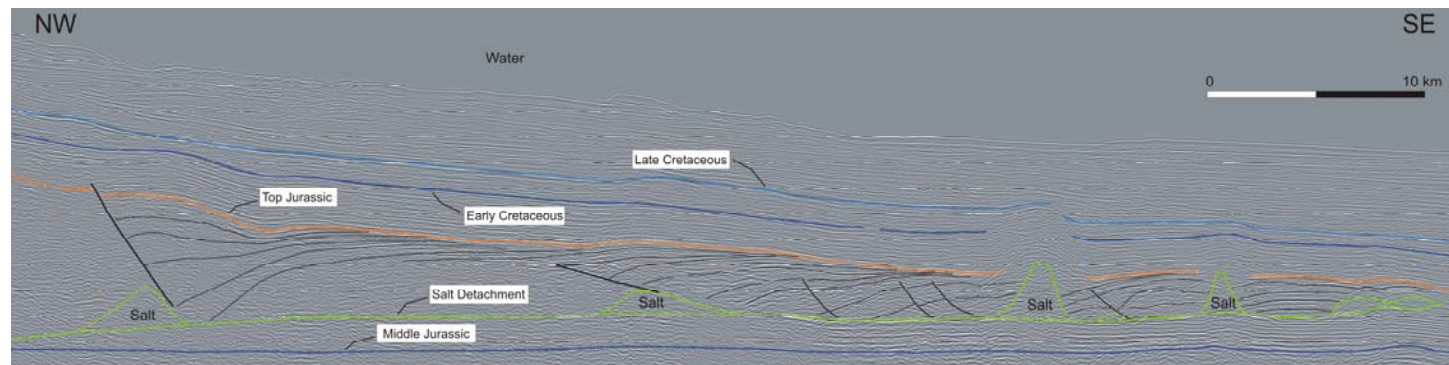 NW
SE
Water
0
10 km
Late Cretaceous
Top Jurassic
Early Cretaceous
Salt Detachment
Salt
Salt
Salt
Salt
Middle Jurassic